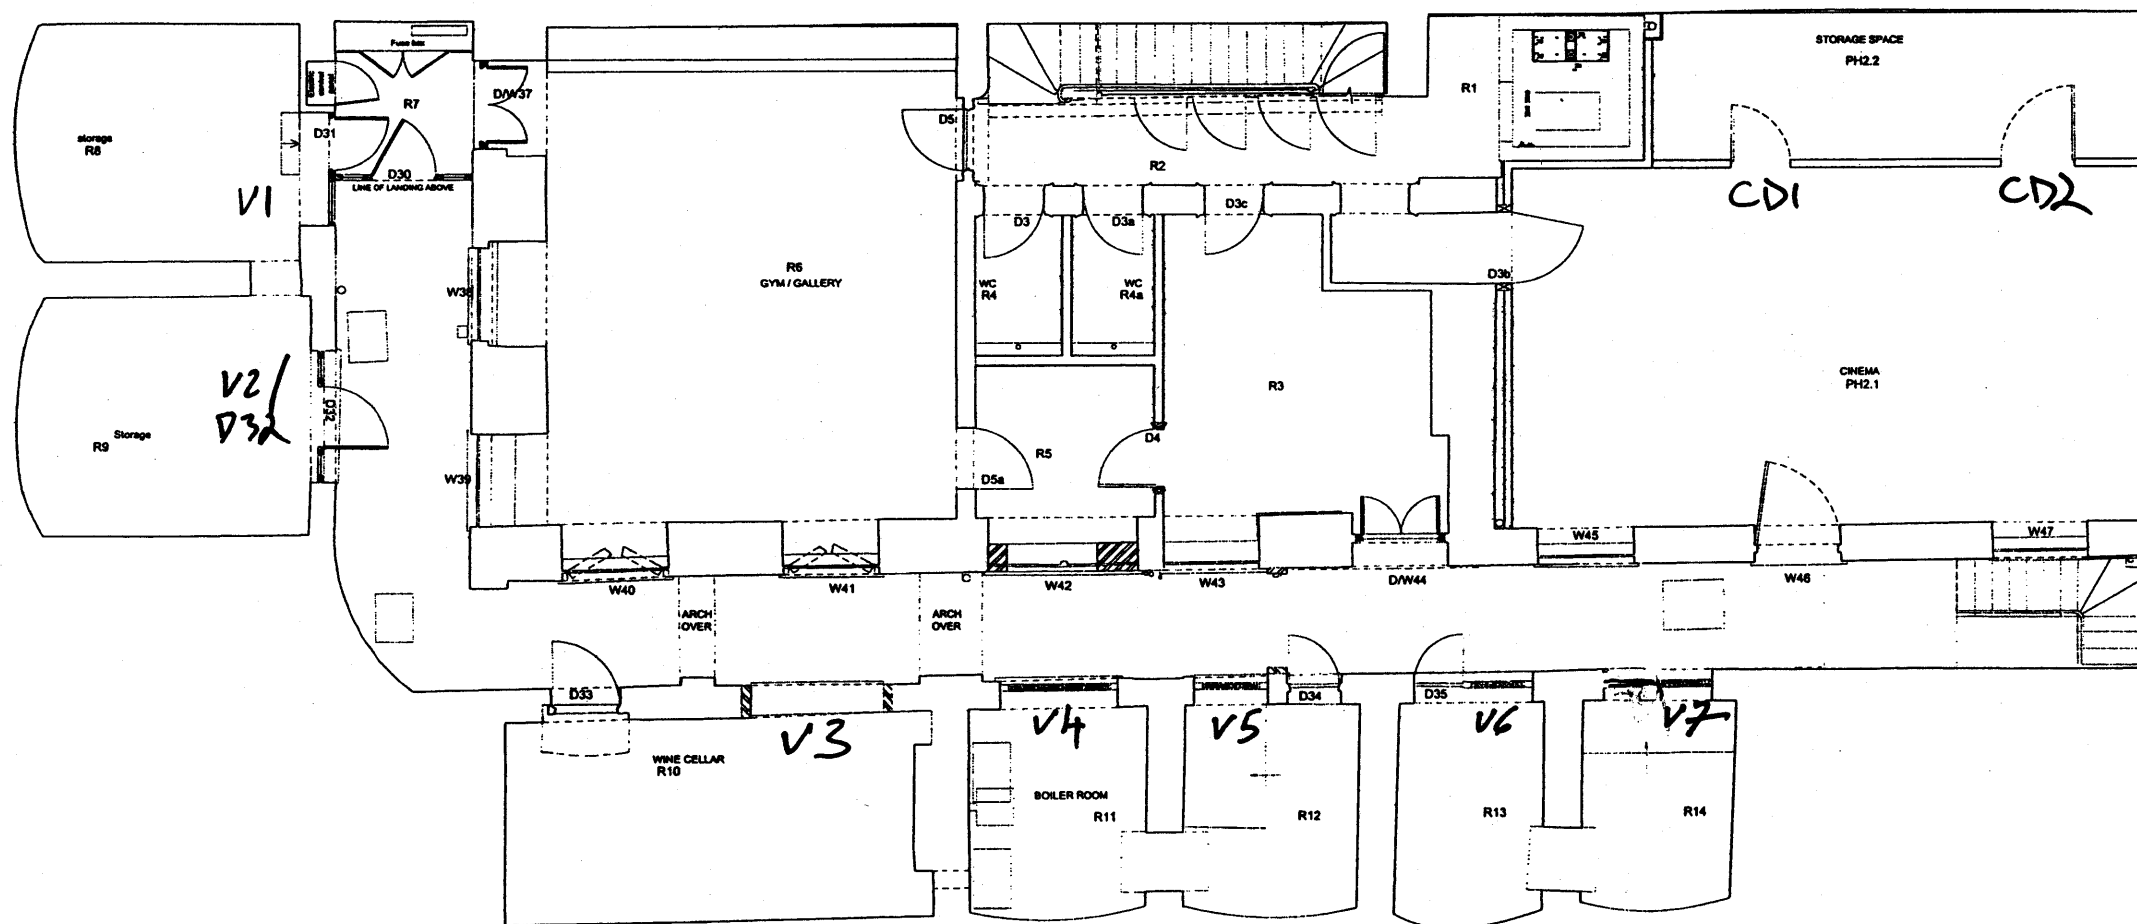 Fuse box
STORAGE SPACE
PH2.2
R1
R7
D/W37
D5
D31
storage
R8
D30
LINE OF LANDING ABOVE
R2
V1
CD1
CD2
D3
D3a
D3c
R6
GYM / GALLERY
WC
R4
WC
R4a
D3b
W38
CINEMA
PH2.1
R3
V2/
D32
D32
Storage
R9
D4
R5
W39
D5a
W45
W47
W40
W41
W42
W43
D/W44
W46
ARCH
OVER
ARCH
OVER
D33
D34
D35
V3
V4
V5
V6
V7
WINE CELLAR
R10
BOILER ROOM
R11
R12
R13
R14